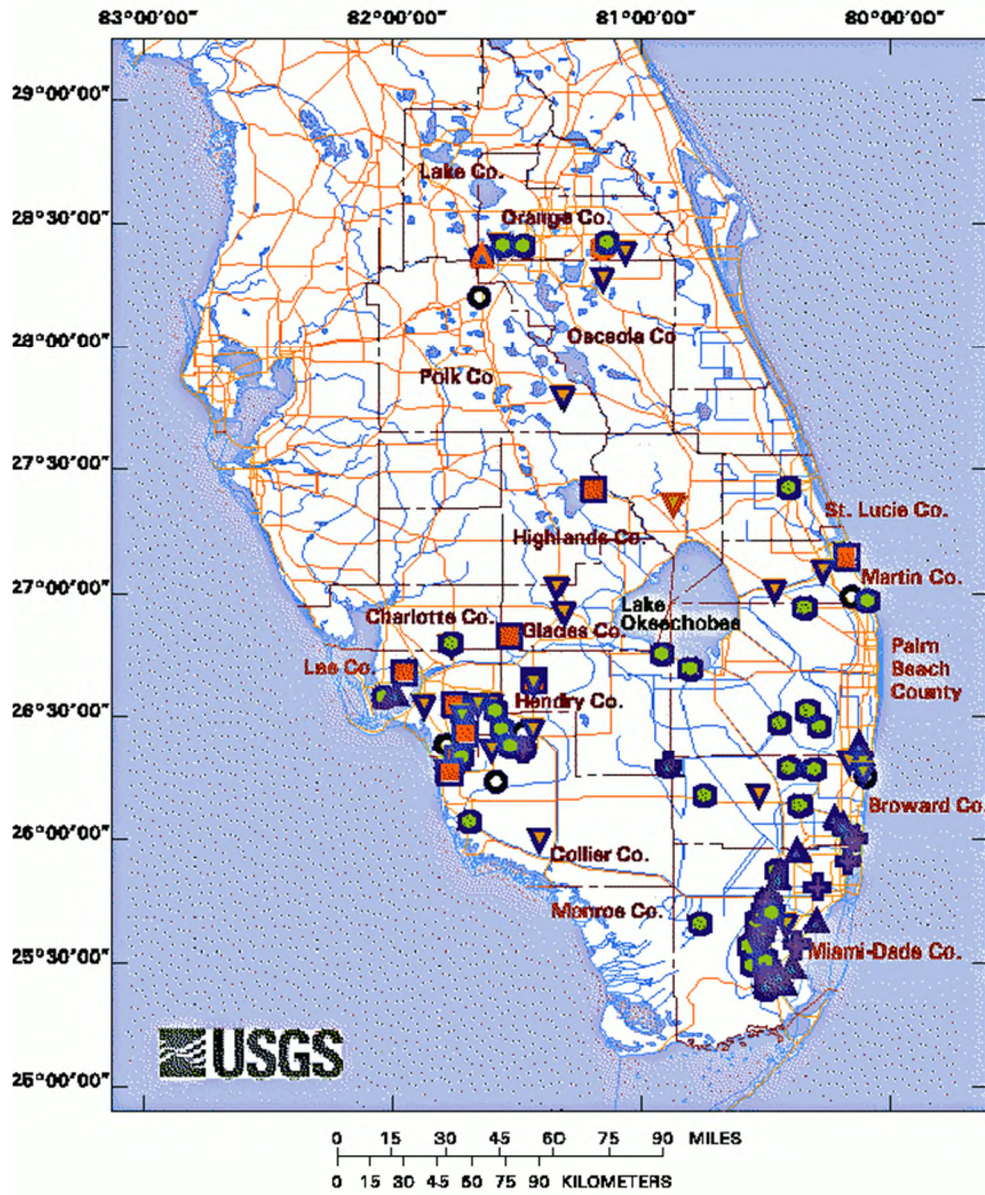 83°00'00" 82°00'00" 81°00'00" 80°00'00"
29°00'00"
Lake Co.
28°30'00"
Orange Co.
28°00'00"
Osceola Co
Polk Co
27°30'00"
St. Lucie Co.
Highlands Co.
27°00'00"
Martin Co.
Lake
Okeechobee
Charlotte Co.
Glades Co.
Palm
Beach
County
Lee Co.
26°30'00"
Hendry Co.
Broward Co.
26°00'00"
Collier Co.
Monroe Co.
25°30'00"
Miami-Dade Co.
USGS
25°00'00"
0 15 30 45 60 75 90 MILES
0 15 30 45 60 75 90 KILOMETERS